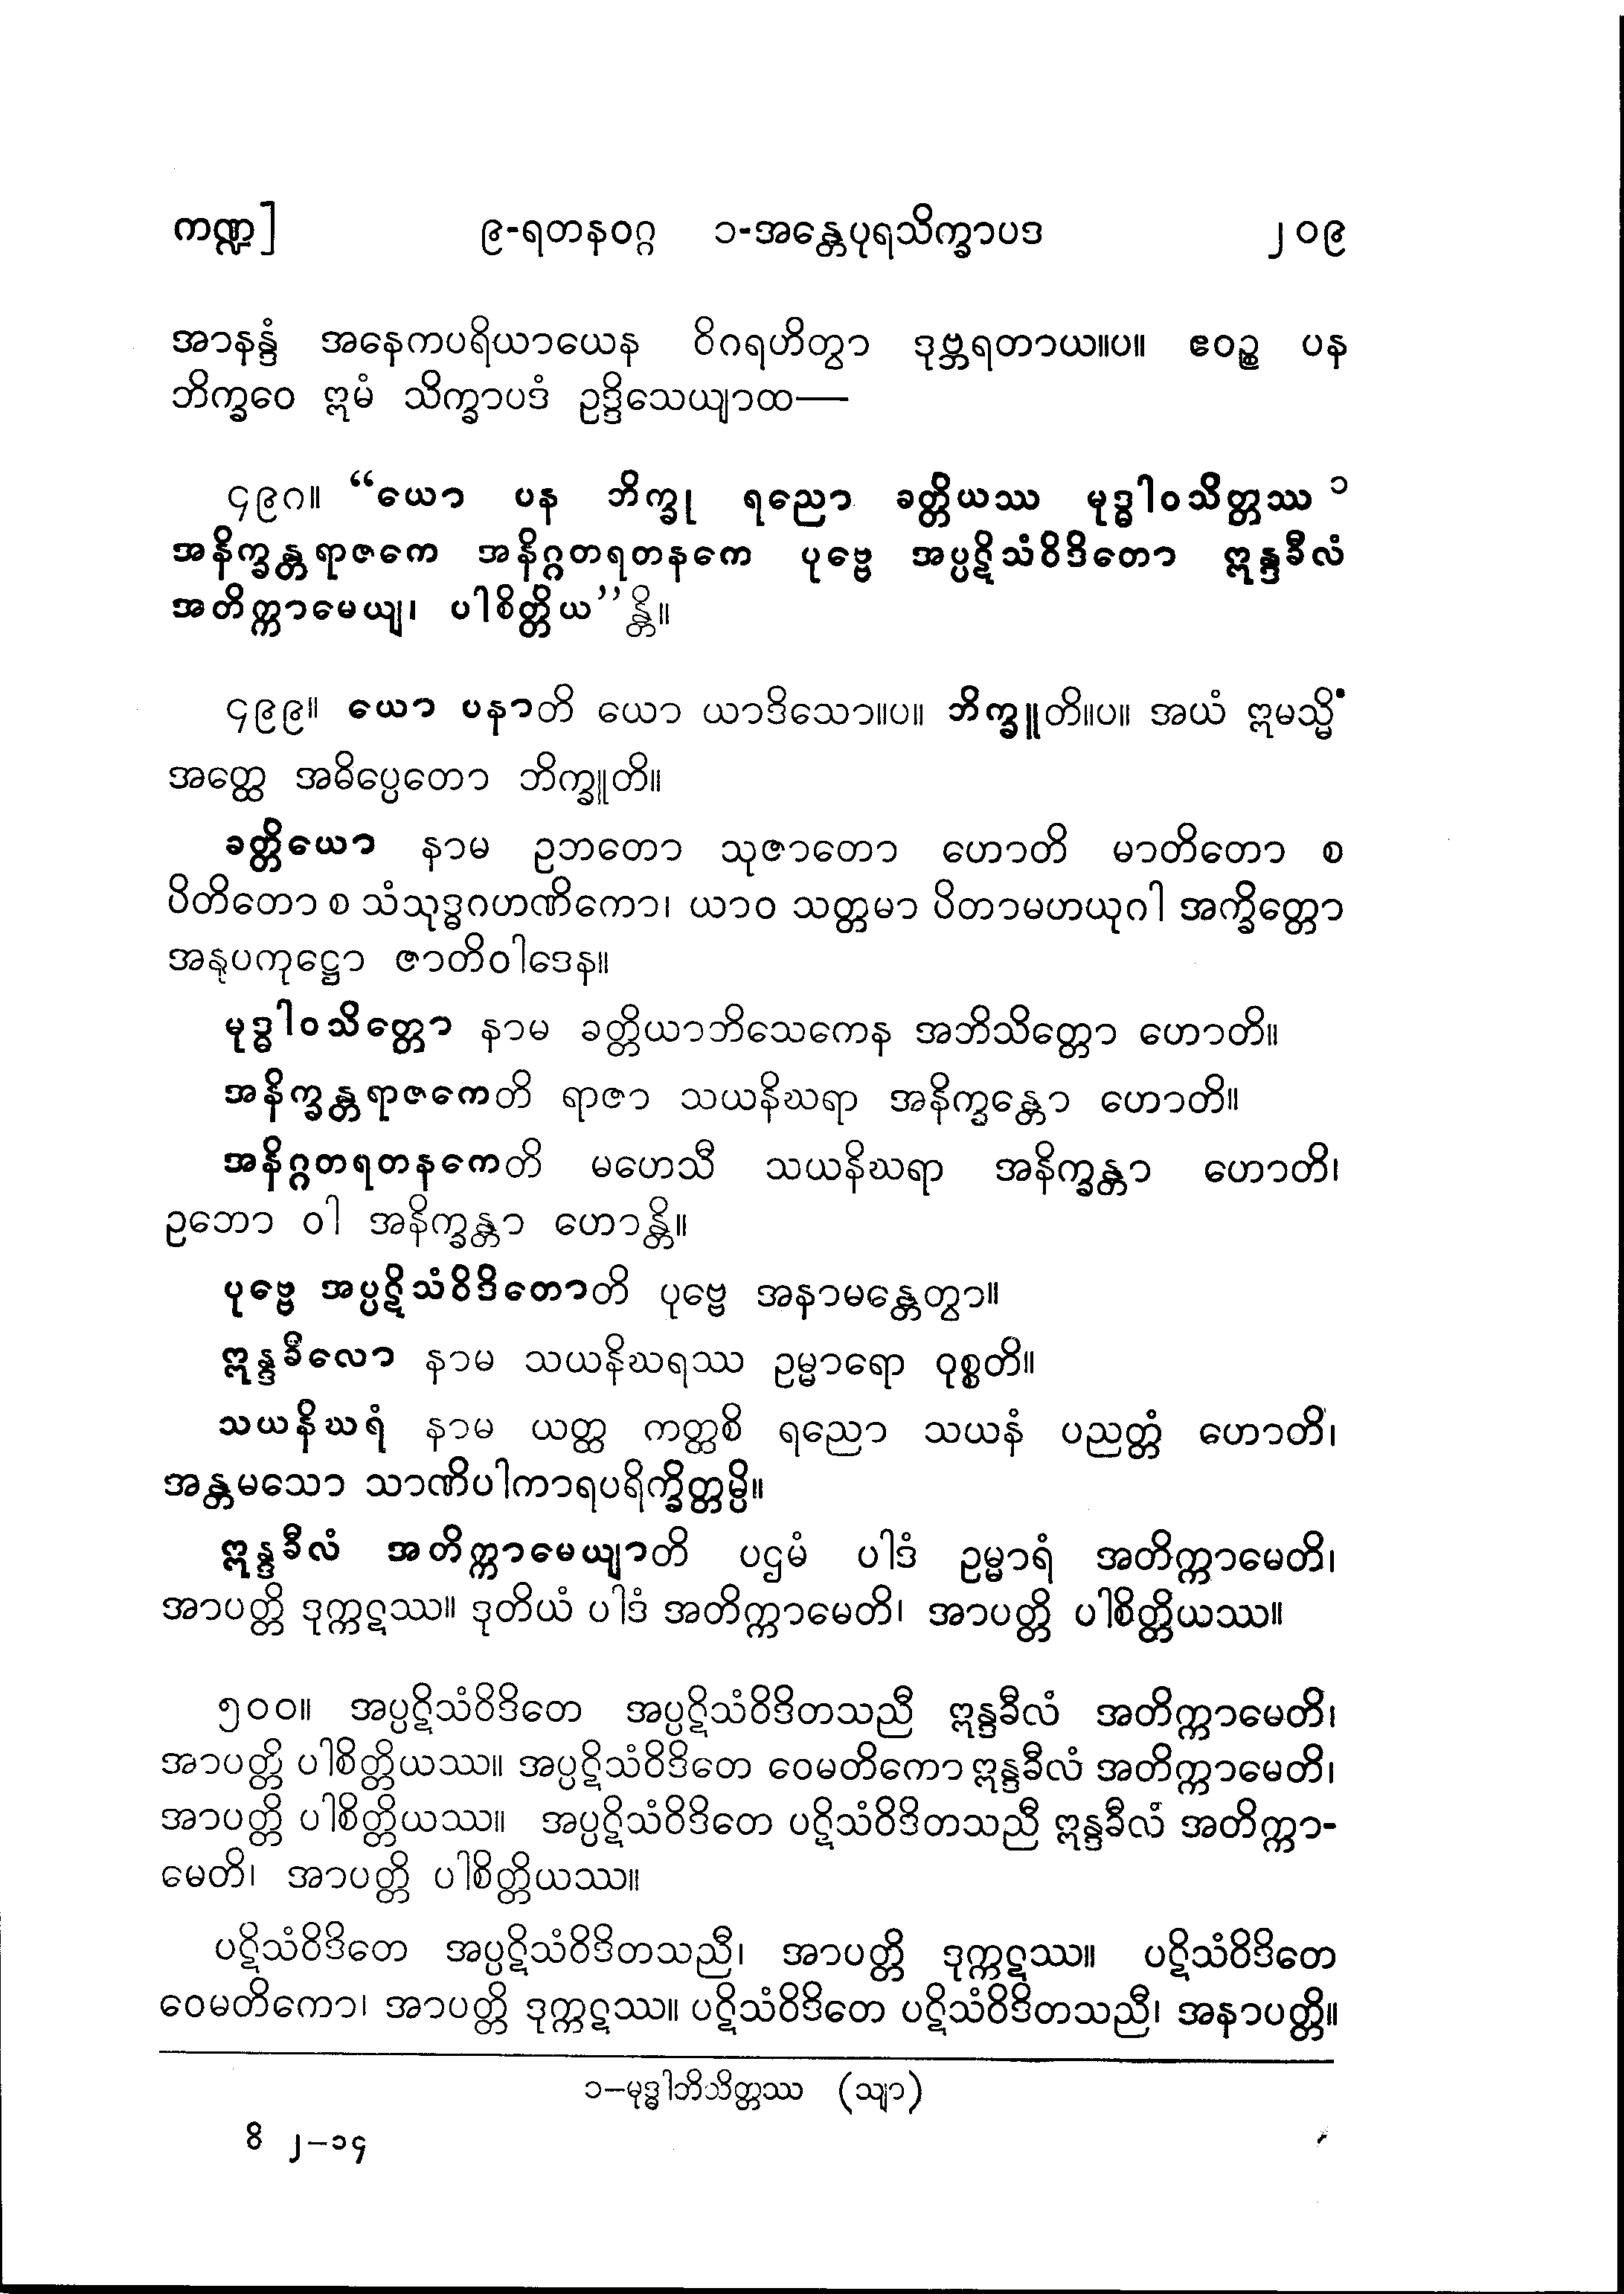 ကဏ္ဍ] ၉-ရတနဝဂ္ဂ ၁-အန္တေပုရသိက္ခာပဒ ၂၀၉
အာနန္ဒံ အနေကပရိယာယေန ဝိဂရဟိတွာ ဒုဗ္ဘရတာယ။ပ။ ဧဝဉ္စ ပန
ဘိက္ခဝေ ဣမံ သိက္ခာပဒံ ဥဒ္ဒိသေယျာထ—
၄၉၈။ “ယော ပန ဘိက္ခု ရညော ခတ္တိယဿ မုဒ္ဓါဝသိတ္တဿ ၁
အနိက္ခန္တရာဇကေ အနိဂ္ဂတရတနကေ ပုဗ္ဗေ အပ္ပဋိသံဝိဒိတော ဣန္ဒခီလံ
အတိက္ကာမေယျ၊ ပါစိတ္တိယ”န္တိ။
၄၉၉။ ယော ပနာတိ ယော ယာဒိသော။ပ။ ဘိက္ခူတိ။ပ။ အယံ ဣမသ္မိံ
အတ္ထေ အဓိပ္ပေတော ဘိက္ခူတိ။
ခတ္တိယော နာမ ဥဘတော သုဇာတော ဟောတိ မာတိတော စ
ပိတိတော စ သံသုဒ္ဓဂဟဏိကော၊ ယာဝ သတ္တမာ ပိတာမဟယုဂါ အက္ခိတ္တော
အနုပကုဋ္ဌော ဇာတိဝါဒေန။
မုဒ္ဓါဝသိတ္တော နာမ ခတ္တိယာဘိသေကေန အဘိသိတ္တော ဟောတိ။
အနိက္ခန္တရာဇကေတိ ရာဇာ သယနိဃရာ အနိက္ခန္တော ဟောတိ။
အနိဂ္ဂတရတနကေတိ မဟေသီ သယနိဃရာ အနိက္ခန္တာ ဟောတိ၊
ဥဘော ဝါ အနိက္ခန္တာ ဟောန္တိ။
ပုဗ္ဗေ အပ္ပဋိသံဝိဒိတောတိ ပုဗ္ဗေ အနာမန္တေတွာ။
ဣန္ဒခီလော နာမ သယနိဃရဿ ဥမ္မာရော ဝုစ္စတိ။
သယနိဃရံ နာမ ယတ္ထ ကတ္ထစိ ရညော သယနံ ပညတ္တံ ဟောတိ၊
အန္တမသော သာဏိပါကာရပရိက္ခိတ္တမ္ပိ။
ဣန္ဒခီလံ အတိက္ကာမေယျာတိ ပဌမံ ပါဒံ ဥမ္မာရံ အတိက္ကာမေတိ၊
အာပတ္တိ ဒုက္ကဋဿ။ ဒုတိယံ ပါဒံ အတိက္ကာမေတိ၊ အာပတ္တိ ပါစိတ္တိယဿ။
၅၀၀။ အပ္ပဋိသံဝိဒိတေ အပ္ပဋိသံဝိဒိတသညီ ဣန္ဒခီလံ အတိက္ကာမေတိ၊
အာပတ္တိ ပါစိတ္တိယဿ။ အပ္ပဋိသံဝိဒိတေ ဝေမတိကော ဣန္ဒခီလံ အတိက္ကာမေတိ၊
အာပတ္တိ ပါစိတ္တိယဿ။ အပ္ပဋိသံဝိဒိတေ ပဋိသံဝိဒိတသညီ ဣန္ဒခီလံ အတိက္ကာ-
မေတိ၊ အာပတ္တိ ပါစိတ္တိယဿ။
ပဋိသံဝိဒိတေ အပ္ပဋိသံဝိဒိတသညီ၊ အာပတ္တိ ဒုက္ကဋဿ။ ပဋိသံဝိဒိတေ
ဝေမတိကော၊ အာပတ္တိ ဒုက္ကဋဿ။ ပဋိသံဝိဒိတေ ပဋိသံဝိဒိတသညီ၊ အနာပတ္တိ။
၁–မုဒ္ဓါဘိသိတ္တဿ (သျာ)
ဝိ ၂–၁၄